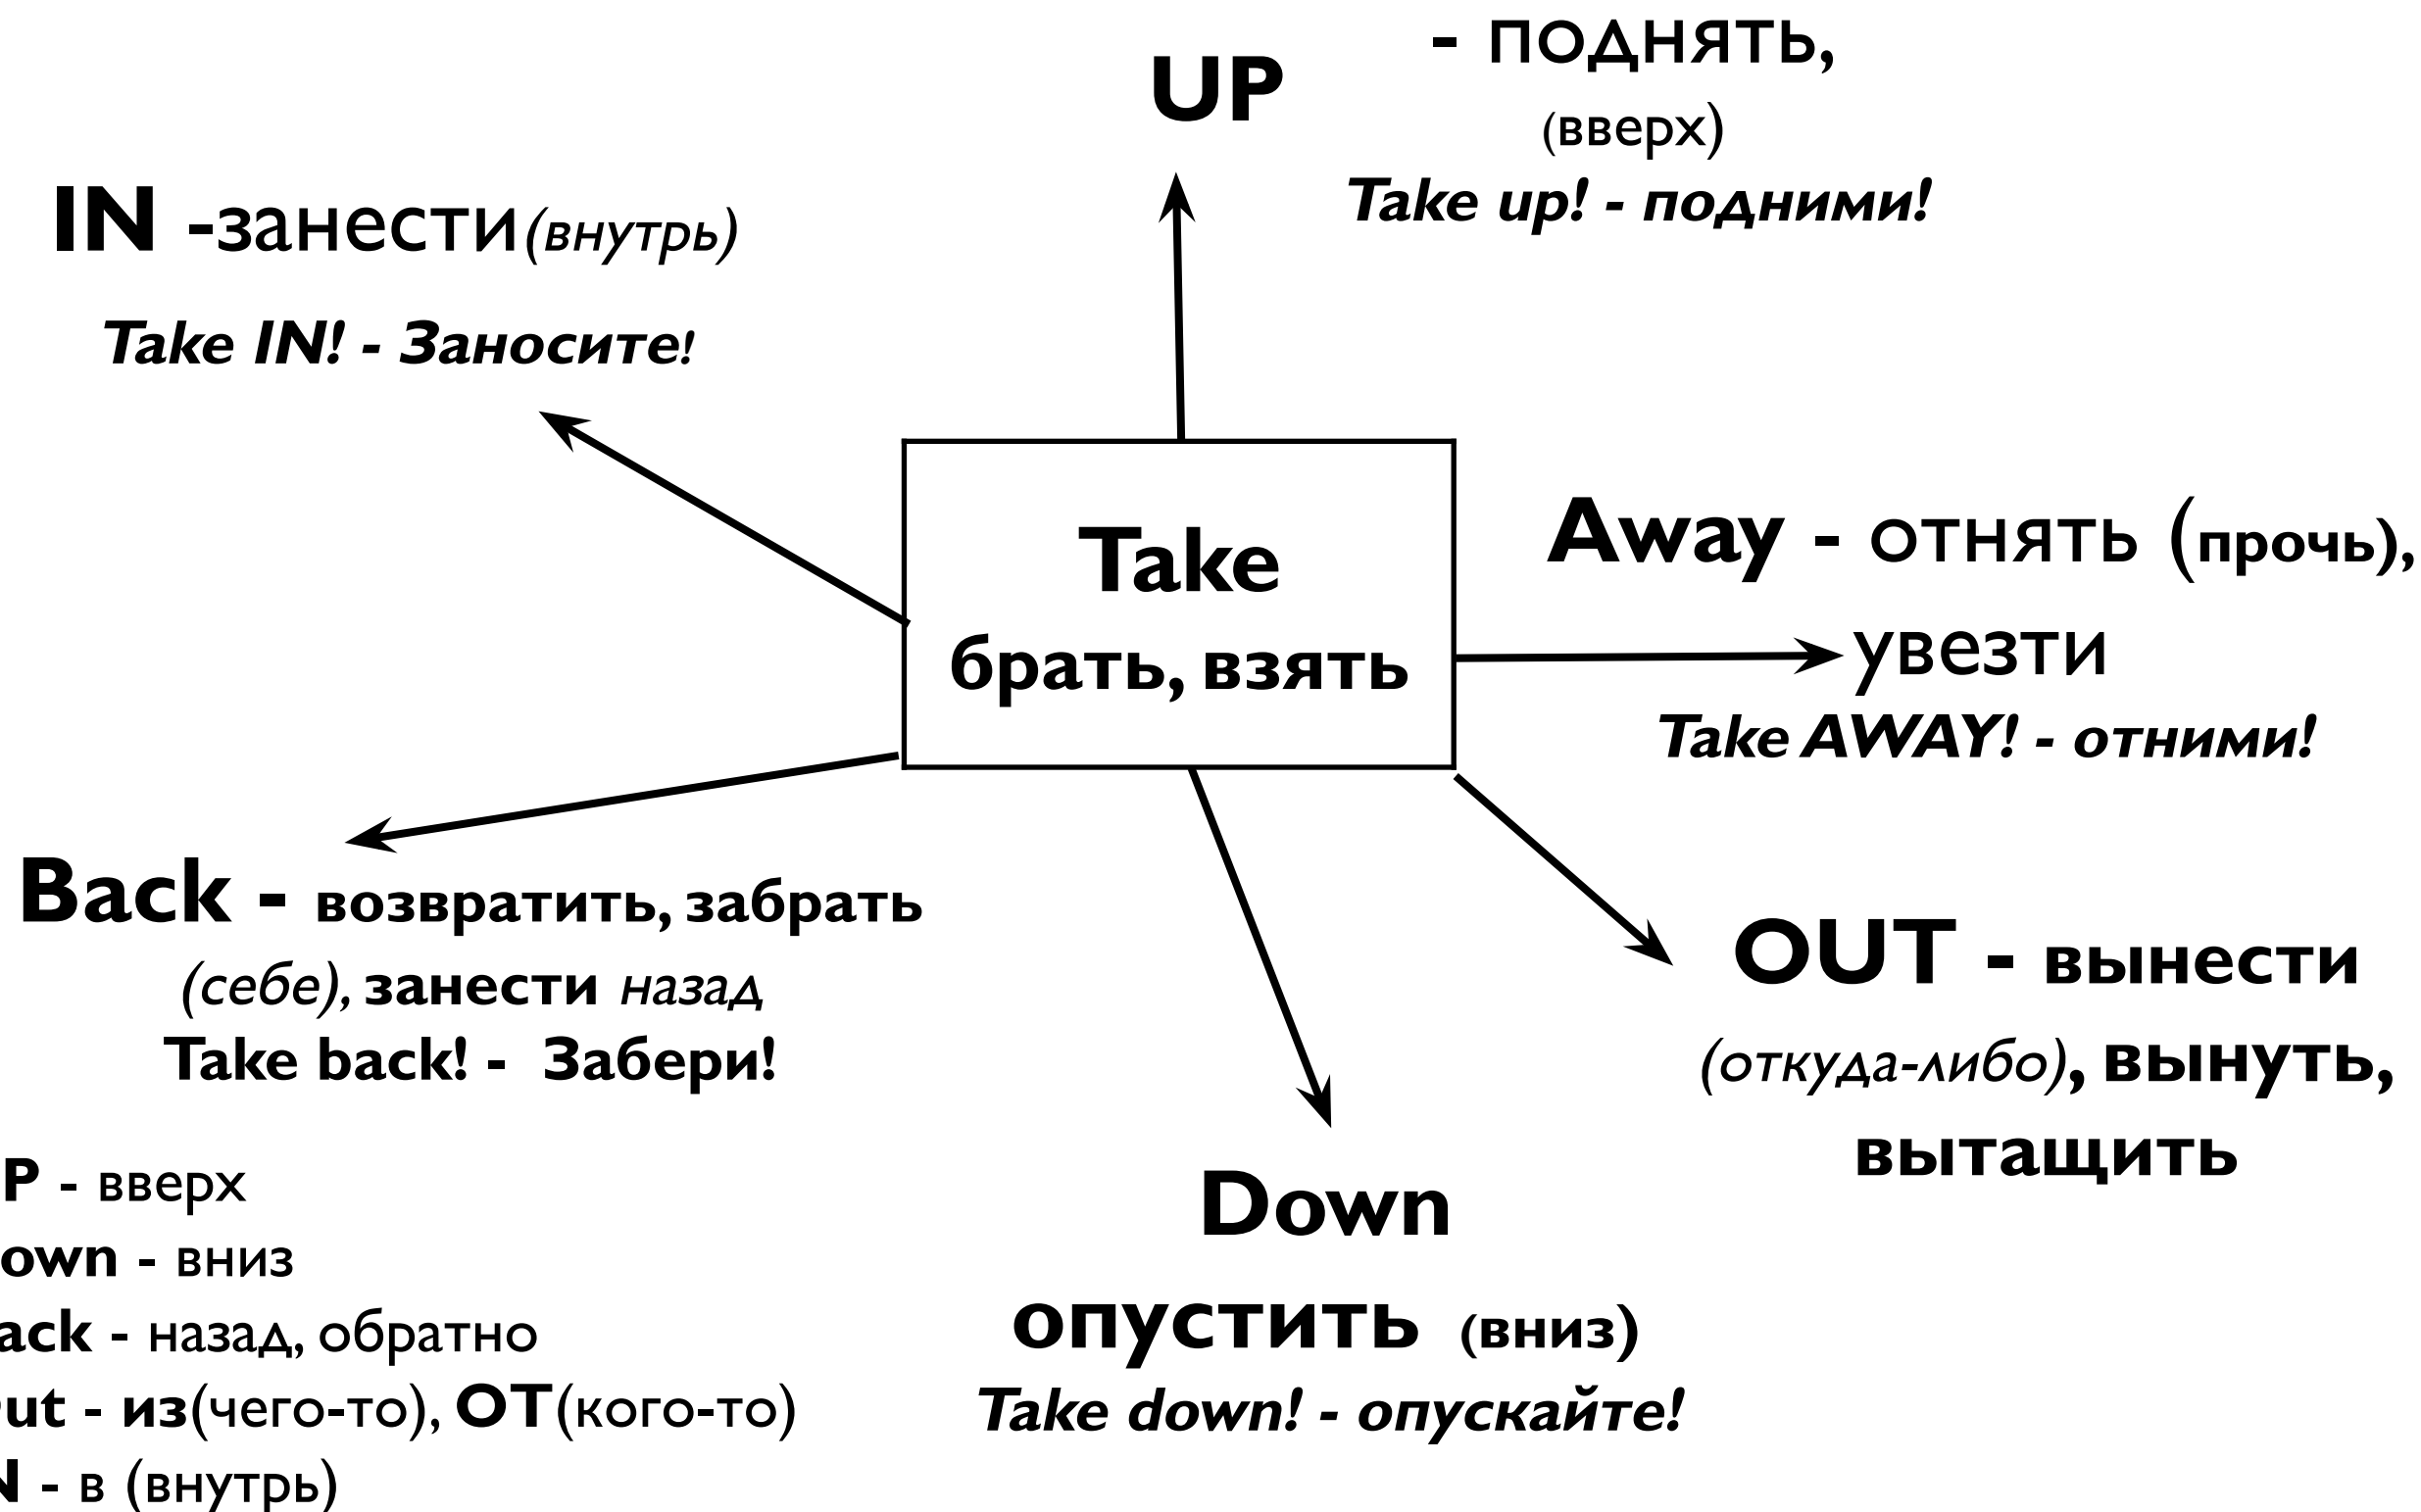 UP
- поднять,
(вверх)
Take up! - подними!
IN -занести(внутрь)
Take IN! - Заносите!
Take
брать, взять
Away - отнять (прочь),
увезти
Take AWAY! - отними!
Back - возвратить, забрать
(себе), занести назад
Take back! - Забери!
OUT - вынести
(откуда-либо), вынуть,
вытащить
Down
опустить (вниз)
Take down! - опускайте!
P - вверх
own - вниз
ack - назад, обратно
ut - из(чего-то), ОТ(кого-то)
N - в (внутрь)